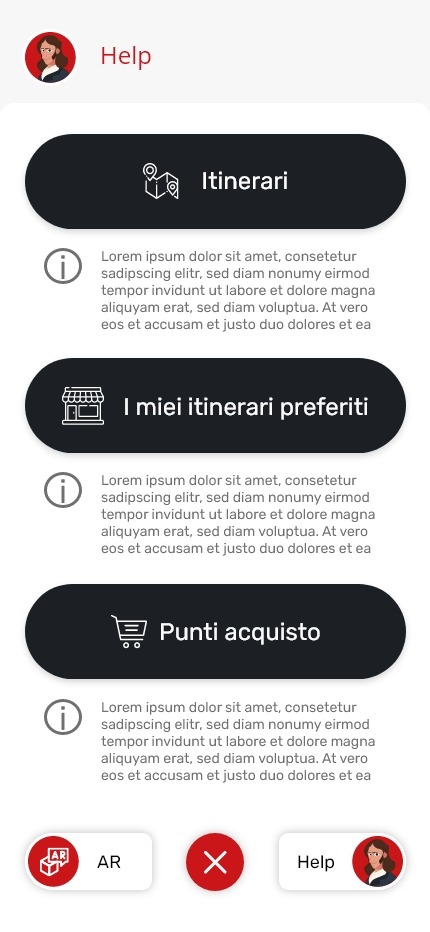 Help
Itinerari
Lorem ipsum dolor sit amet, consetetur
sadipscing elitr, sed diam nonumy eirmod
tempor invidunt ut labore et dolore magna
aliquyam erat, sed diam voluptua. At vero
eos et accusam et justo duo dolores et ea
I miei itinerari preferiti
Lorem ipsum dolor sit amet, consetetur
sadipscing elitr, sed diam nonumy eirmod
tempor invidunt ut labore et dolore magna
aliquyam erat, sed diam voluptua. At vero
eos et accusam et justo duo dolores et ea
Punti acquisto
Lorem ipsum dolor sit amet, consetetur
sadipscing elitr, sed diam nonumy eirmod
tempor invidunt ut labore et dolore magna
aliquyam erat, sed diam voluptua. At vero
eos et accusam et justo duo dolores et ea
AR AR
Help